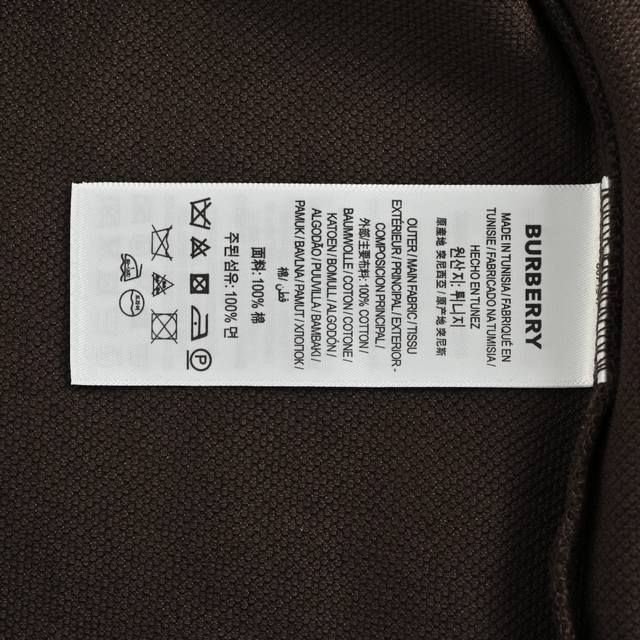 BURBERRY
MADE IN TUNISIA / FABRIQUÉ EN
TUNISIE / FABRICADO NA TUNISIA /
HECHO EN TUNEZ
원산지: 튀니지
原産地 突尼西亞 / 原产地 突尼斯
OUTER / MAIN FABRIC / TISSU
EXTERIEUR / PRINCIPAL / EXTERIOR -
COMPOSICION PRINCIPAL /
外部/主要布料: 100% COTTON /
BAUMWOLLE / COTON / COTONE /
KATOEN / BOMULL / ALGODÓN /
ALGODÃO / PUUVILLA / BAMBAKI /
PAMUK / BAVLNA / PAMUT / ХЛОПОК /
棉/ قطن
面料: 100% 棉
주된 섬유: 100% 면
P